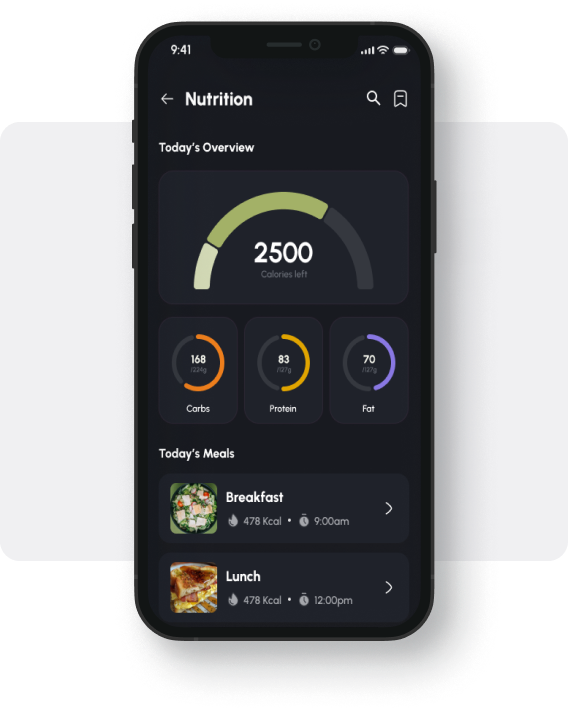 9:41
Nutrition
Today's Overview
2500
Calories left
168
83
70
/224g
/127g
/127g
Carbs
Protein
Fat
Today's Meals
Breakfast
478 Kcal • 9:00am
Lunch
478 Kcal • 12:00pm